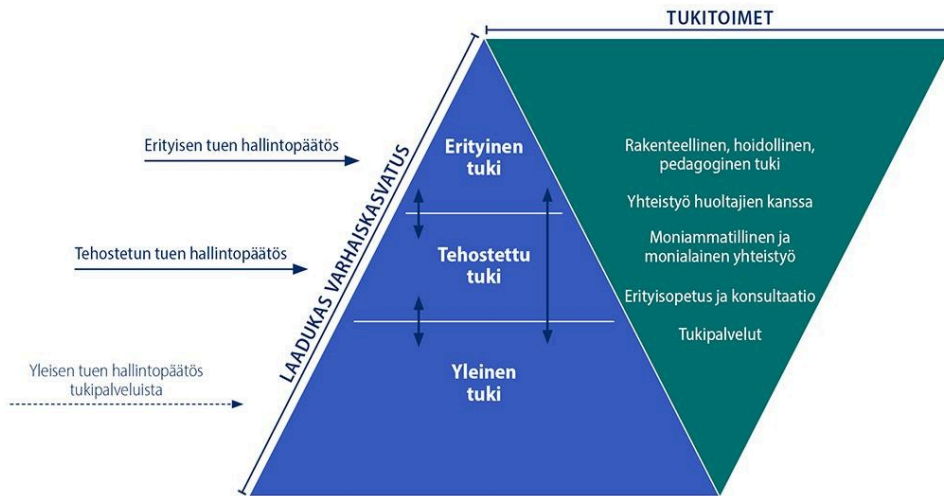 TUKITOIMET
Erityisen tuen hallintopäätös
Tehostetun tuen hallintopäätös
Yleisen tuen hallintopäätös
tukipalveluista
LAADUKAS VARHAISKASVATUS
Erityinen
tuki
Tehostettu
tuki
Yleinen
tuki
Rakenteellinen, hoidollinen,
pedagoginen tuki
Yhteistyö huoltajien kanssa
Moniammatillinen ja
monialainen yhteistyö
Erityisopetus ja konsultaatio
Tukipalvelut